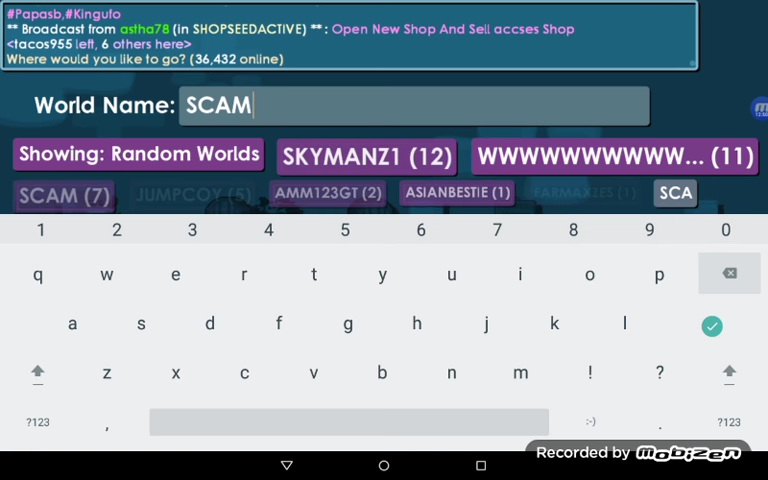 #Papasb,#Kingufo
** Broadcast from astha78 (in SHOPSEEDACTIVE) ** : Open New Shop And Sell accses Shop
<tacos955 left, 6 others here>
Where would you like to go? (36,432 online)
World Name: SCAM
Showing: Random Worlds SKYMANZ1 (12) WWWWWWWWWW... (11)
SCAM (7) JUMPCOY (5) AMM123GT (2) ASIANBESTIE (1) FARMAXZES (1) SCA
1 2 3 4 5 6 7 8 9 0
q w e r t y u i o p
a s d f g h j k l
z x c v b n m ! ?
?123 , :-) . ?123
Recorded by mobizen
12:50